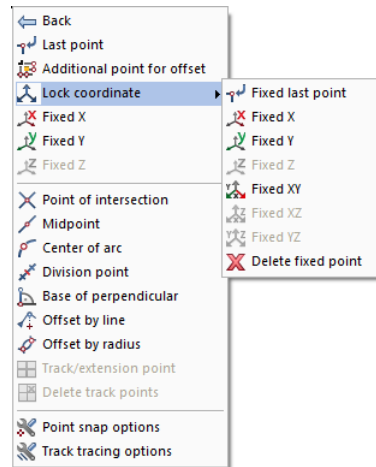 Back
Last point
Additional point for offset
Lock coordinate
Fixed X
Fixed Y
Fixed Z
Point of intersection
Midpoint
Center of arc
Division point
Base of perpendicular
Offset by line
Offset by radius
Track/extension point
Delete track points
Point snap options
Track tracing options
Fixed last point
Fixed X
Fixed Y
Fixed Z
Fixed XY
Fixed XZ
Fixed YZ
Delete fixed point